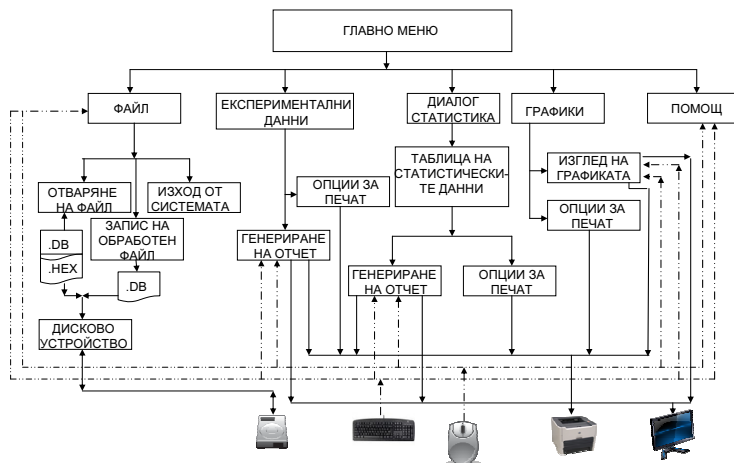 ГЛАВНО МЕНЮ
ФАЙЛ
ЕКСПЕРИМЕНТАЛНИ
ДАННИ
ДИАЛОГ
СТАТИСТИКА
ГРАФИКИ
ПОМОЩ
ОТВАРЯНЕ
НА ФАЙЛ
ИЗХОД ОТ
СИСТЕМАТА
ЗАПИС НА
ОБРАБОТЕН
ФАЙЛ
.DB
.HEX
.DB
ДИСКОВО
УСТРОЙСТВО
ОПЦИИ ЗА
ПЕЧАТ
ГЕНЕРИРАНЕ
НА ОТЧЕТ
ТАБЛИЦА НА
СТАТИСТИЧЕСКИ-
ТЕ ДАННИ
ГЕНЕРИРАНЕ
НА ОТЧЕТ
ОПЦИИ ЗА
ПЕЧАТ
ИЗГЛЕД НА
ГРАФИКАТА
ОПЦИИ ЗА
ПЕЧАТ